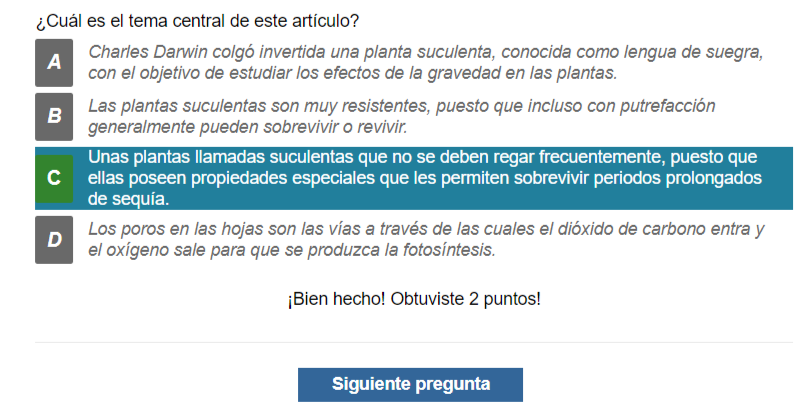 ¿Cuál es el tema central de este artículo?
A
Charles Darwin colgó invertida una planta suculenta, conocida como lengua de suegra,
con el objetivo de estudiar los efectos de la gravedad en las plantas.
B
Las plantas suculentas son muy resistentes, puesto que incluso con putrefacción
generalmente pueden sobrevivir o revivir.
C
Unas plantas llamadas suculentas que no se deben regar frecuentemente, puesto que
ellas poseen propiedades especiales que les permiten sobrevivir periodos prolongados
de sequía.
D
Los poros en las hojas son las vías a través de las cuales el dióxido de carbono entra y
el oxígeno sale para que se produzca la fotosíntesis.
¡Bien hecho! Obtuviste 2 puntos!
Siguiente pregunta